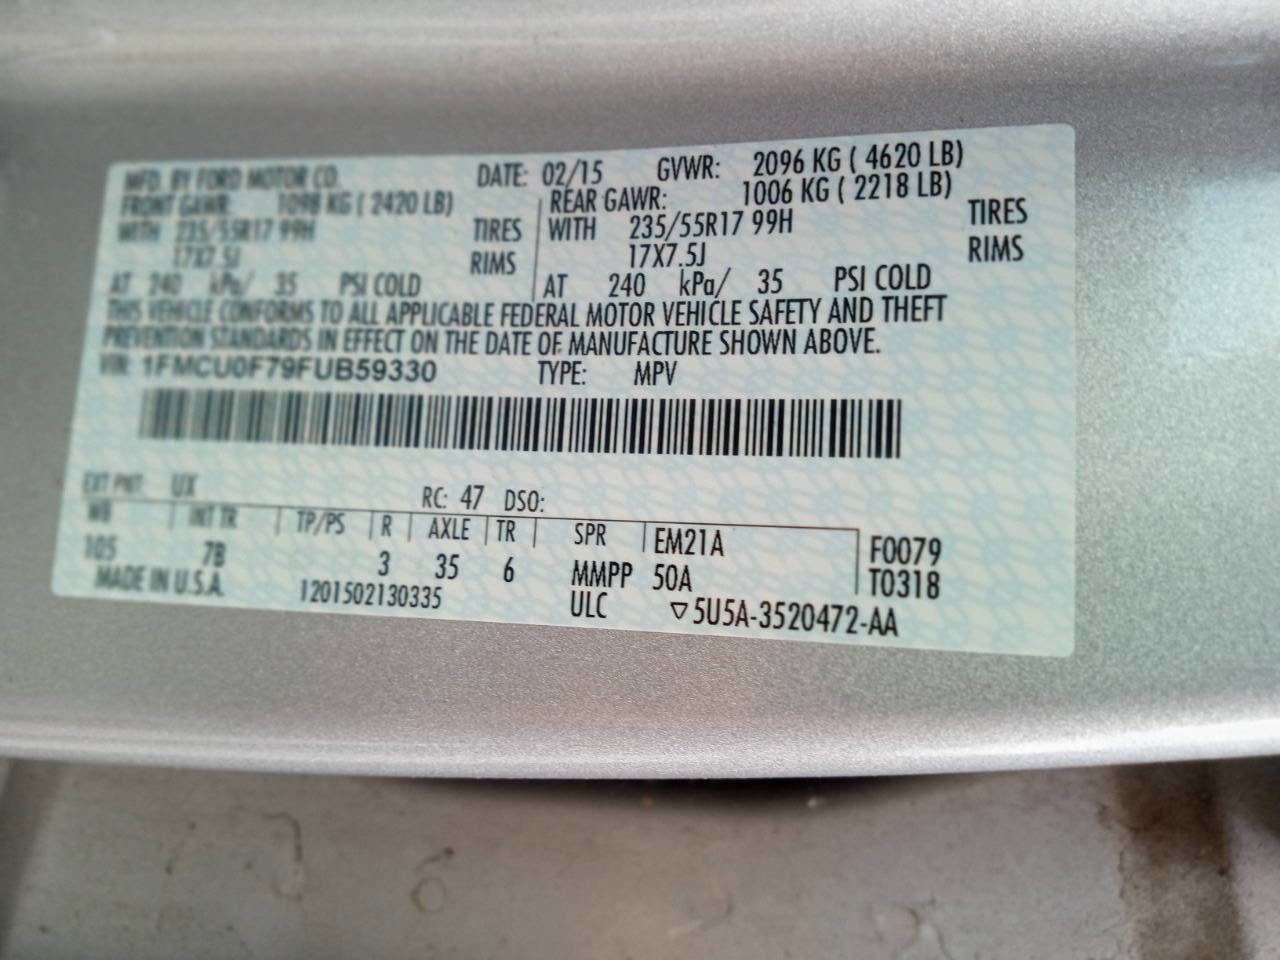 MFD. BY FORD MOTOR CO. DATE: 02/15 GVWR: 2096 KG ( 4620 LB)
FRONT GAWR: 1098 KG ( 2420 LB) REAR GAWR: 1006 KG ( 2218 LB)
WITH 235/55R17 99H TIRES WITH 235/55R17 99H TIRES
17X7.5J RIMS 17X7.5J RIMS
AT 240 kPa/ 35 PSI COLD AT 240 kPa/ 35 PSI COLD
THIS VEHICLE CONFORMS TO ALL APPLICABLE FEDERAL MOTOR VEHICLE SAFETY AND THEFT
PREVENTION STANDARDS IN EFFECT ON THE DATE OF MANUFACTURE SHOWN ABOVE.
VIN: 1FMCU0F79FUB59330 TYPE: MPV
EXT PNT: UX RC: 47 DSO:
WB INT TR TP/PS R AXLE TR SPR EM21A F0079
105 7B 3 35 6 MMPP 50A T0318
MADE IN U.S.A. 1201502130335 ULC ▽5U5A-3520472-AA